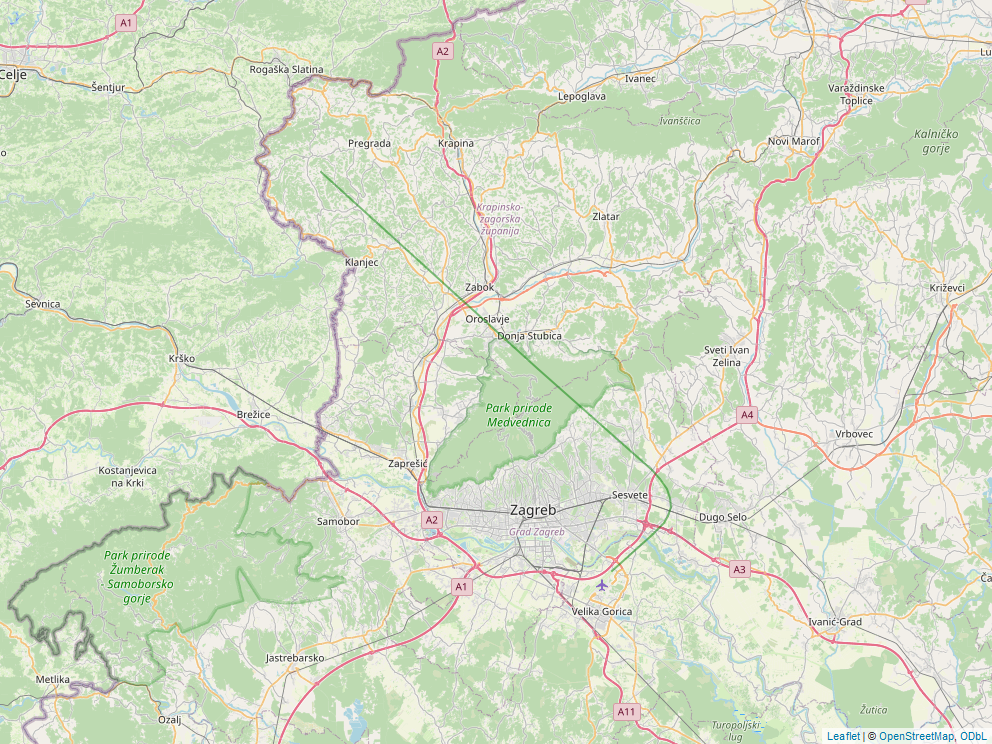 A1
A2
Celje
Rogaška Slatina
Šentjur
Ivanec
Lepoglava
Varaždinske
Toplice
Ivanščica
Kalničko
gorje
Novi Marof
Pregrada
Krapina
Krapinsko-
zagorska
županija
Zlatar
Klanjec
Zabok
Križevci
Sevnica
Oroslavje
Donja Stubica
Krško
Sveti Ivan
Zelina
Brežice
Park prirode
Medvednica
A4
Vrbovec
Kostanjevica
na Krki
Zaprešić
Sesvete
Samobor
A2
Zagreb
Grad Zagreb
Dugo Selo
Park prirode
Žumberak
- Samoborsko
gorje
A3
A1
Velika Gorica
Ivanić-Grad
Jastrebarsko
Metlika
Ozalj
A11
Turopoljski
lug
Žutica
Leaflet | © OpenStreetMap, ODbL